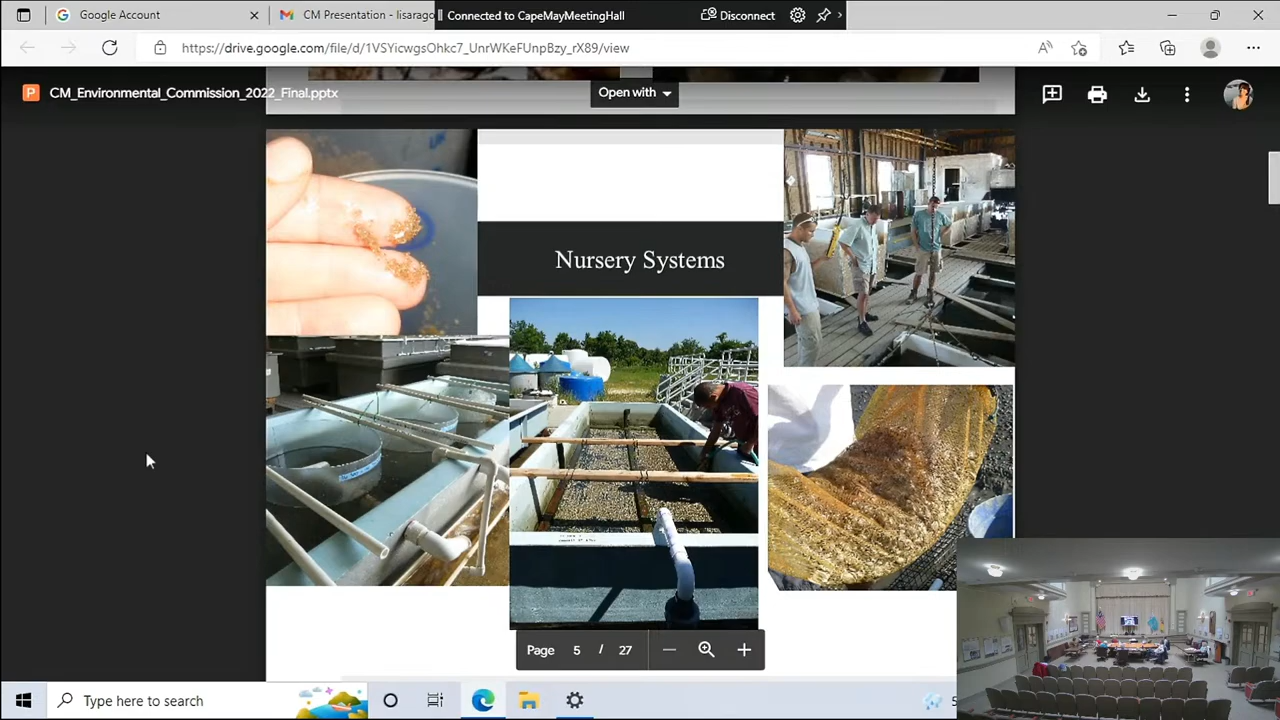 Google Account
CM Presentation - lisarago
Connected to CapeMayMeetingHall
Disconnect
https://drive.google.com/file/d/1VSYicwgsOhkc7_UnrWKeFUnpBzy_rX89/view
P
CM_Environmental_Commission_2022_Final.pptx
Open with
Nursery Systems
Page 5 / 27
Type here to search
5